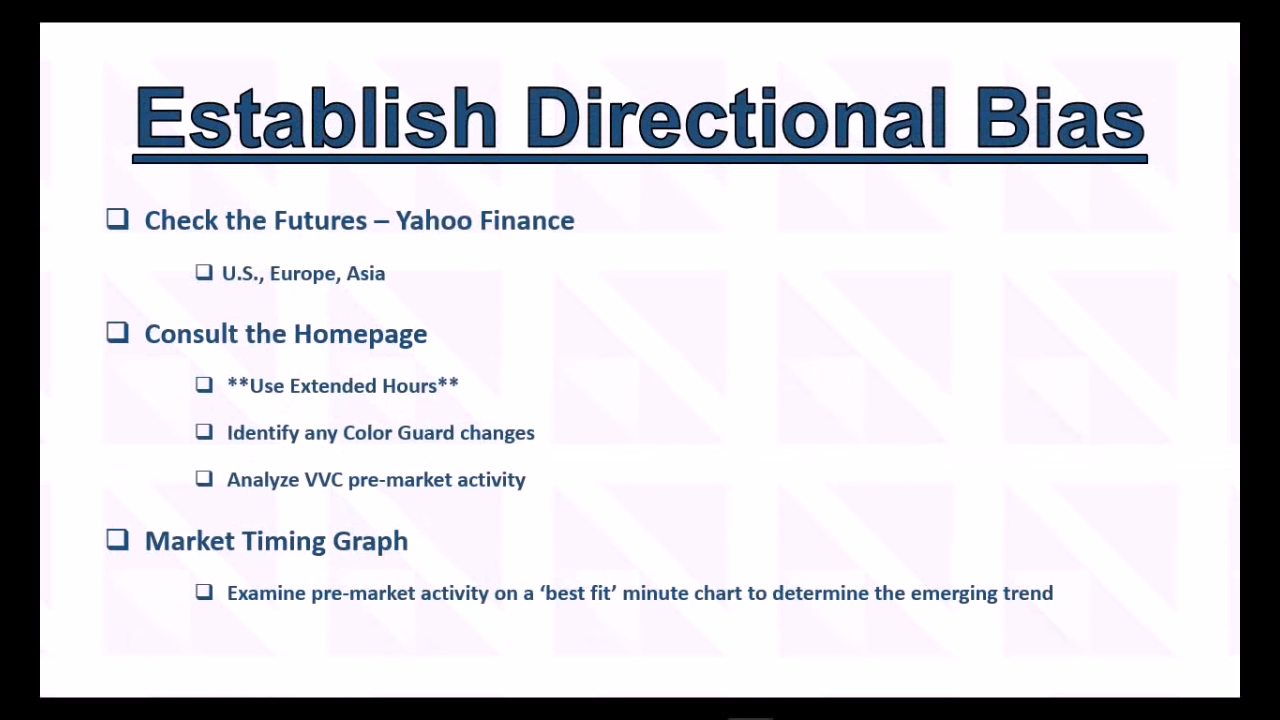 Establish Directional Bias
Check the Futures – Yahoo Finance
U.S., Europe, Asia
Consult the Homepage
**Use Extended Hours**
Identify any Color Guard changes
Analyze VVC pre-market activity
Market Timing Graph
Examine pre-market activity on a ‘best fit’ minute chart to determine the emerging trend